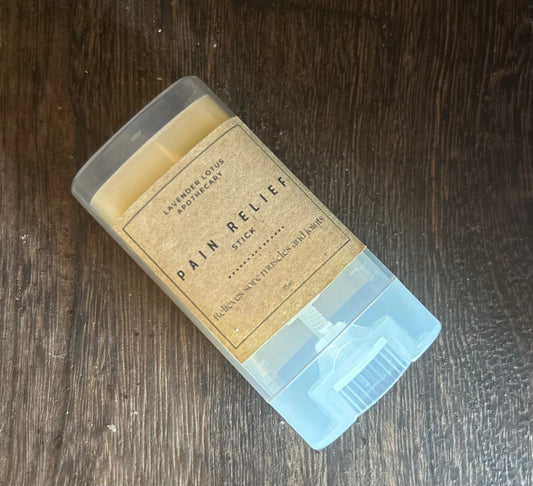 LAVENDER LOTUS
APOTHECARY
PAIN RELIEF
STICK
Relieves sore muscles and joints